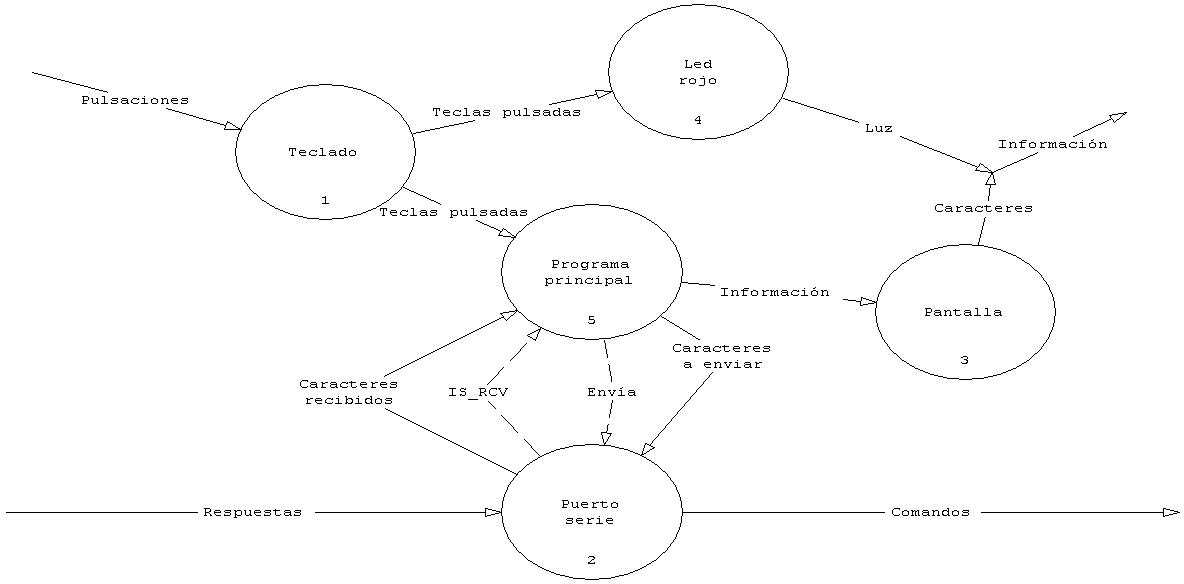 Led
rojo
4
Pulsaciones
Teclas pulsadas
Luz
Información
Teclado
1
Teclas pulsadas
Caracteres
Programa
principal
5
Información
Pantalla
3
Caracteres
a enviar
Caracteres
recibidos
IS_RCV
Envía
Respuestas
Puerto
serie
2
Comandos